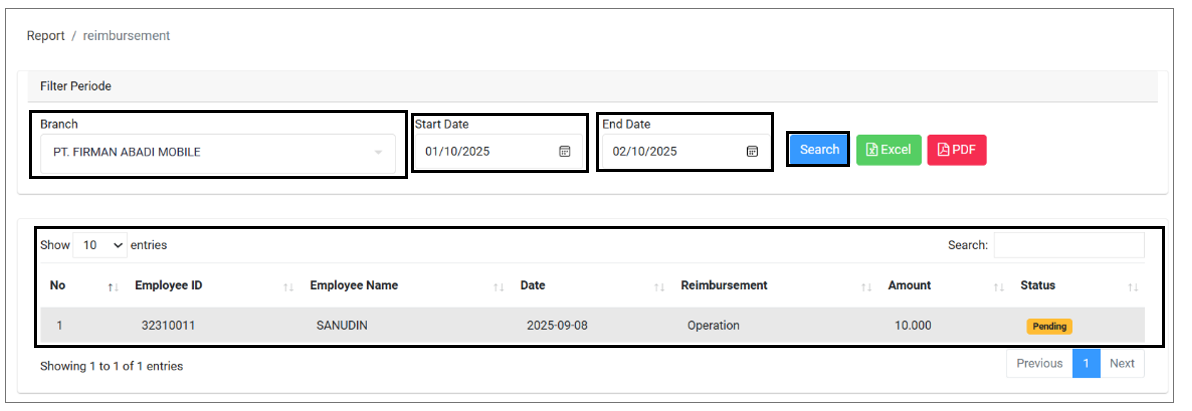 Report / reimbursement
Filter Periode
Branch Start Date End Date
PT. FIRMAN ABADI MOBILE 01/10/2025 02/10/2025 Search Excel PDF
Show 10 entries Search:
No Employee ID Employee Name Date Reimbursement Amount Status
1 32310011 SANUDIN 2025-09-08 Operation 10.000 Pending
Showing 1 to 1 of 1 entries Previous 1 Next